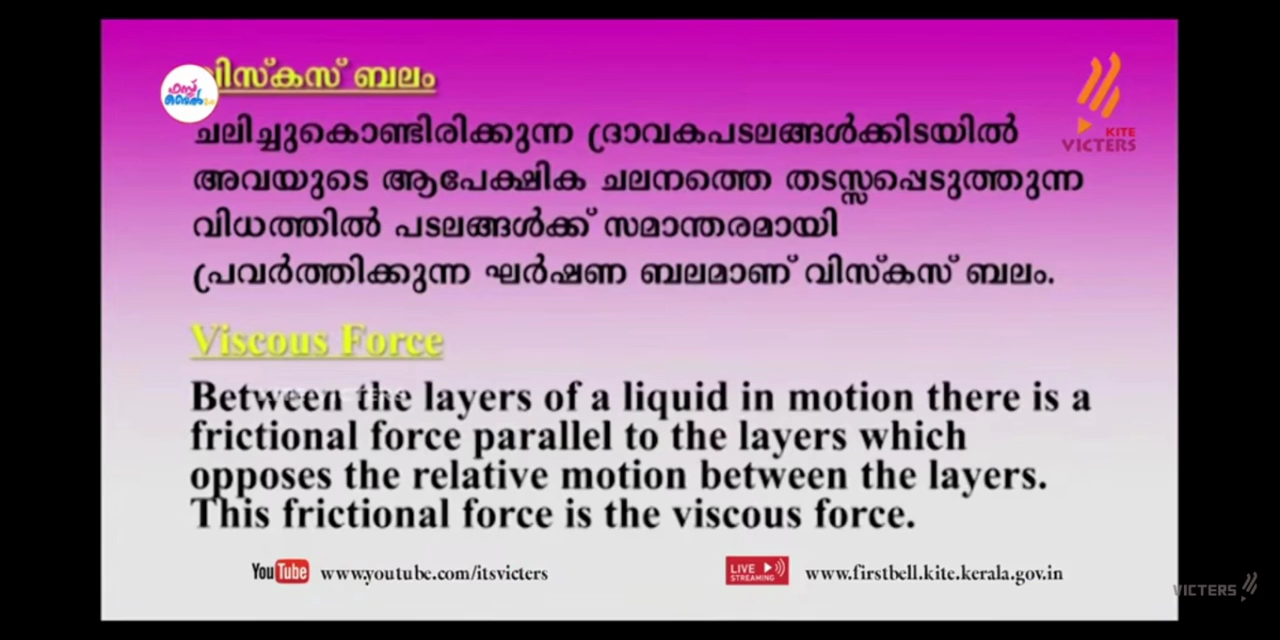 വിസ്കസ് ബലം
ചലിച്ചുകൊണ്ടിരിക്കുന്ന ദ്രാവകപടലങ്ങൾക്കിടയിൽ
അവയുടെ ആപേക്ഷിക ചലനത്തെ തടസ്സപ്പെടുത്തുന്ന
വിധത്തിൽ പടലങ്ങൾക്ക് സമാന്തരമായി
പ്രവർത്തിക്കുന്ന ഘർഷണ ബലമാണ് വിസ്കസ് ബലം.
KITE
VICTERS
Viscous Force
Between the layers of a liquid in motion there is a
frictional force parallel to the layers which
opposes the relative motion between the layers.
This frictional force is the viscous force.
YouTube www.youtube.com/itsvicters
LIVE STREAMING www.firstbell.kite.kerala.gov.in
VICTERS